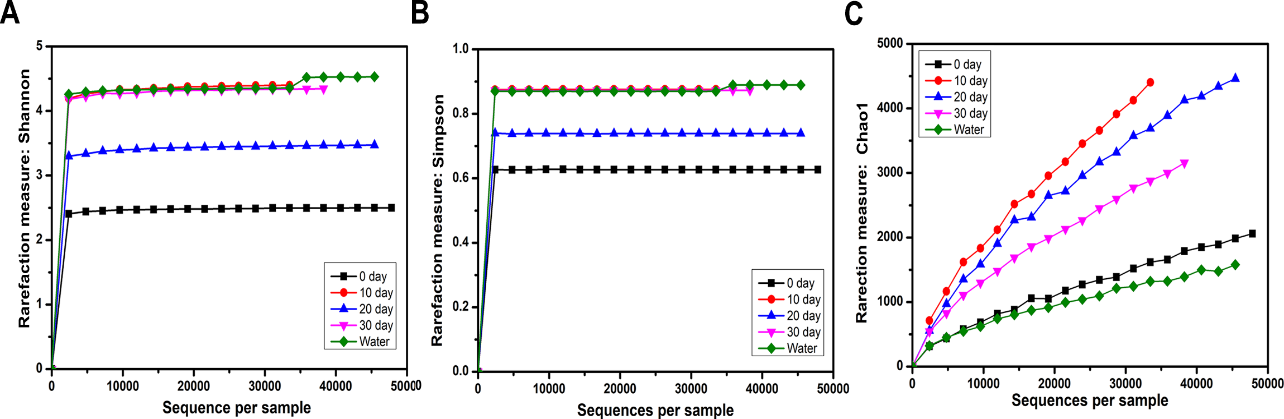 A
Rarefaction measure: Shannon
5
4
3
2
1
0
0 day
10 day
20 day
30 day
Water
0
10000
20000
30000
40000
50000
Sequence per sample
B
Rarefaction measure: Simpson
1.0
0.8
0.6
0.4
0.2
0.0
0 day
10 day
20 day
30 day
Water
0
10000
20000
30000
40000
50000
Sequences per sample
C
Rarection measure: Chao1
5000
4000
3000
2000
1000
0
0 day
10 day
20 day
30 day
Water
0
10000
20000
30000
40000
50000
Sequences per sample